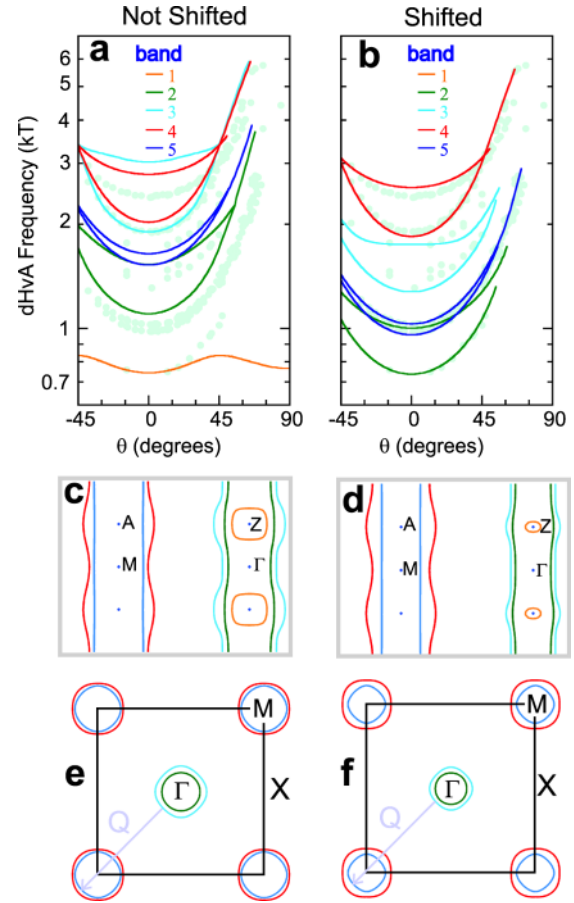 Not Shifted
Shifted
a
band
1
2
3
4
5
b
band
1
2
3
4
5
dHvA Frequency (kT)
6
5
4
3
2
1
0.7
-45
0
45
90
θ (degrees)
-45
0
45
90
θ (degrees)
c
A
M
Z
Γ
d
A
M
Z
Γ
e
M
Γ
X
Q
f
M
Γ
X
Q